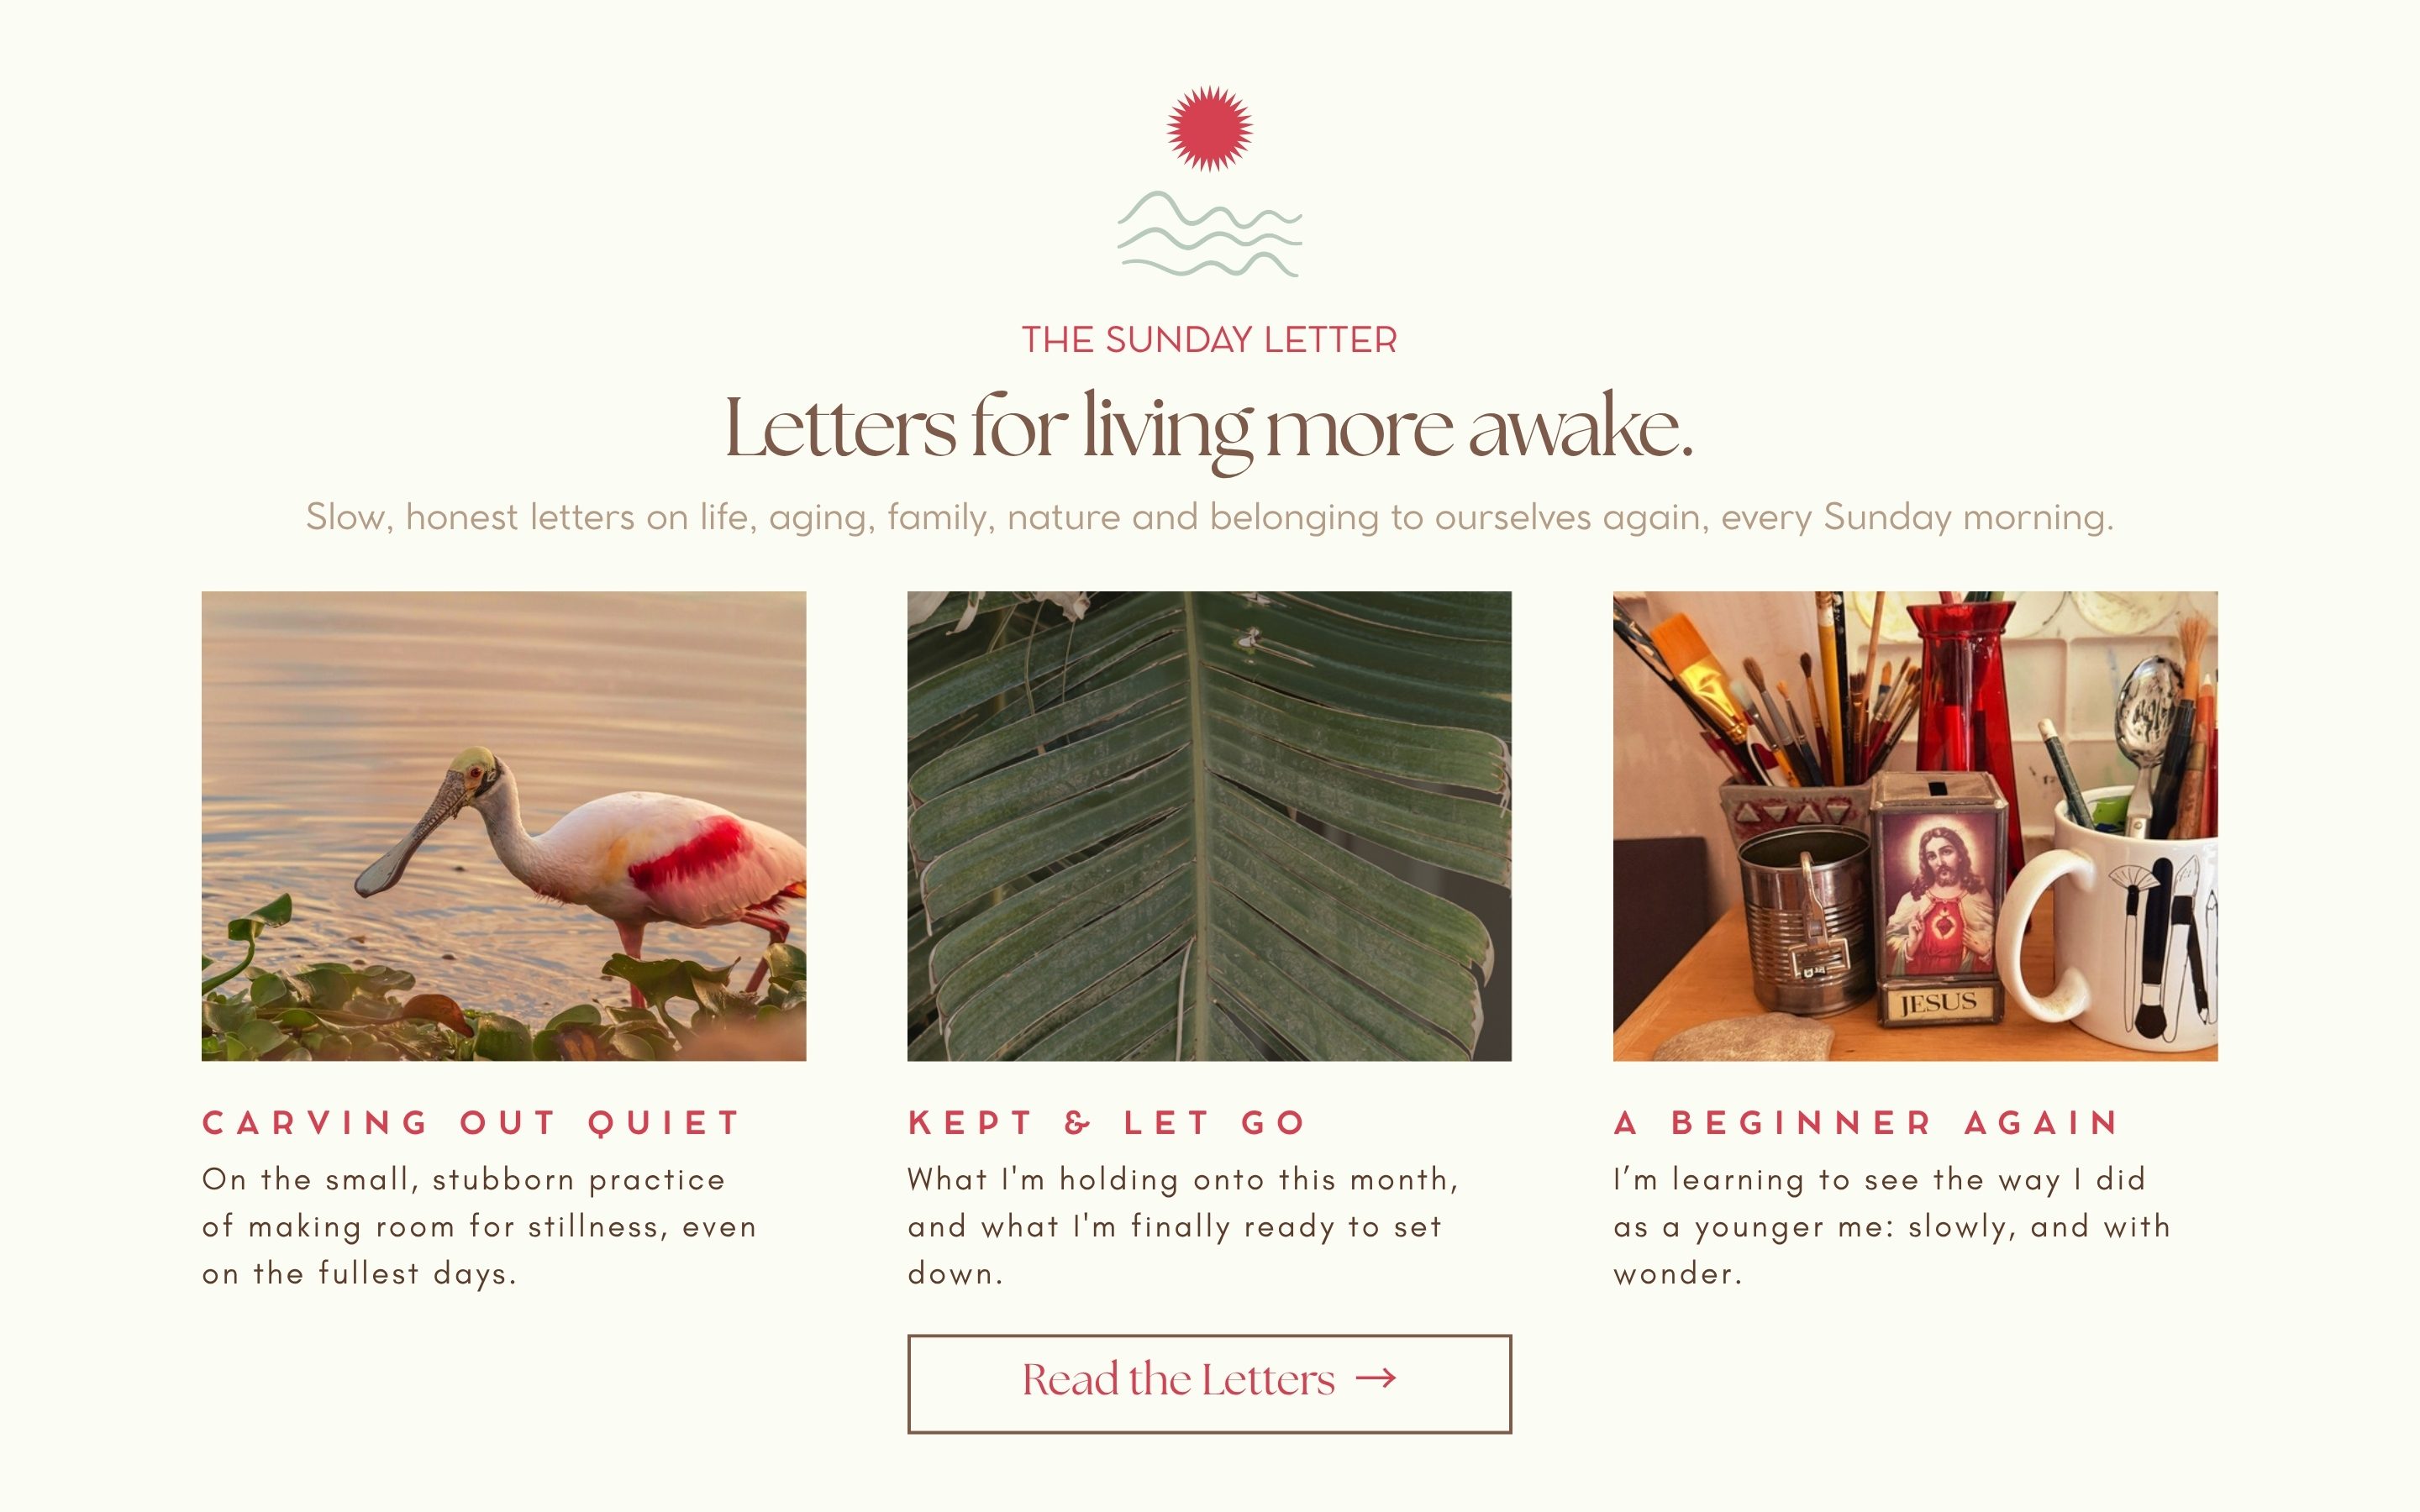 THE SUNDAY LETTER
Letters for living more awake.
Slow, honest letters on life, aging, family, nature and belonging to ourselves again, every Sunday morning.
JESUS
CARVING OUT QUIET
On the small, stubborn practice
of making room for stillness, even
on the fullest days.
KEPT & LET GO
What I'm holding onto this month,
and what I'm finally ready to set
down.
A BEGINNER AGAIN
I’m learning to see the way I did
as a younger me: slowly, and with
wonder.
Read the Letters →